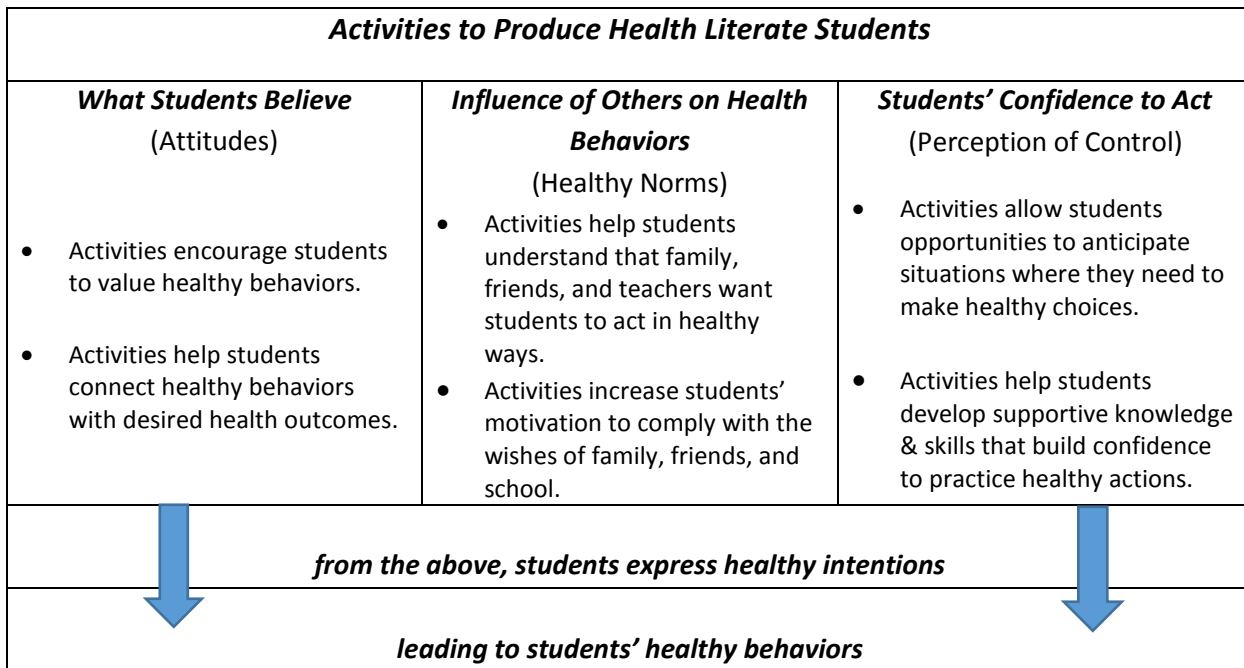 Activities to Produce Health Literate Students
What Students Believe
(Attitudes)
• Activities encourage students
to value healthy behaviors.
• Activities help students
connect healthy behaviors
with desired health outcomes.
Influence of Others on Health
Behaviors
(Healthy Norms)
• Activities help students
understand that family,
friends, and teachers want
students to act in healthy
ways.
• Activities increase students’
motivation to comply with the
wishes of family, friends, and
school.
Students’ Confidence to Act
(Perception of Control)
• Activities allow students
opportunities to anticipate
situations where they need to
make healthy choices.
• Activities help students
develop supportive knowledge
& skills that build confidence
to practice healthy actions.
from the above, students express healthy intentions
leading to students’ healthy behaviors